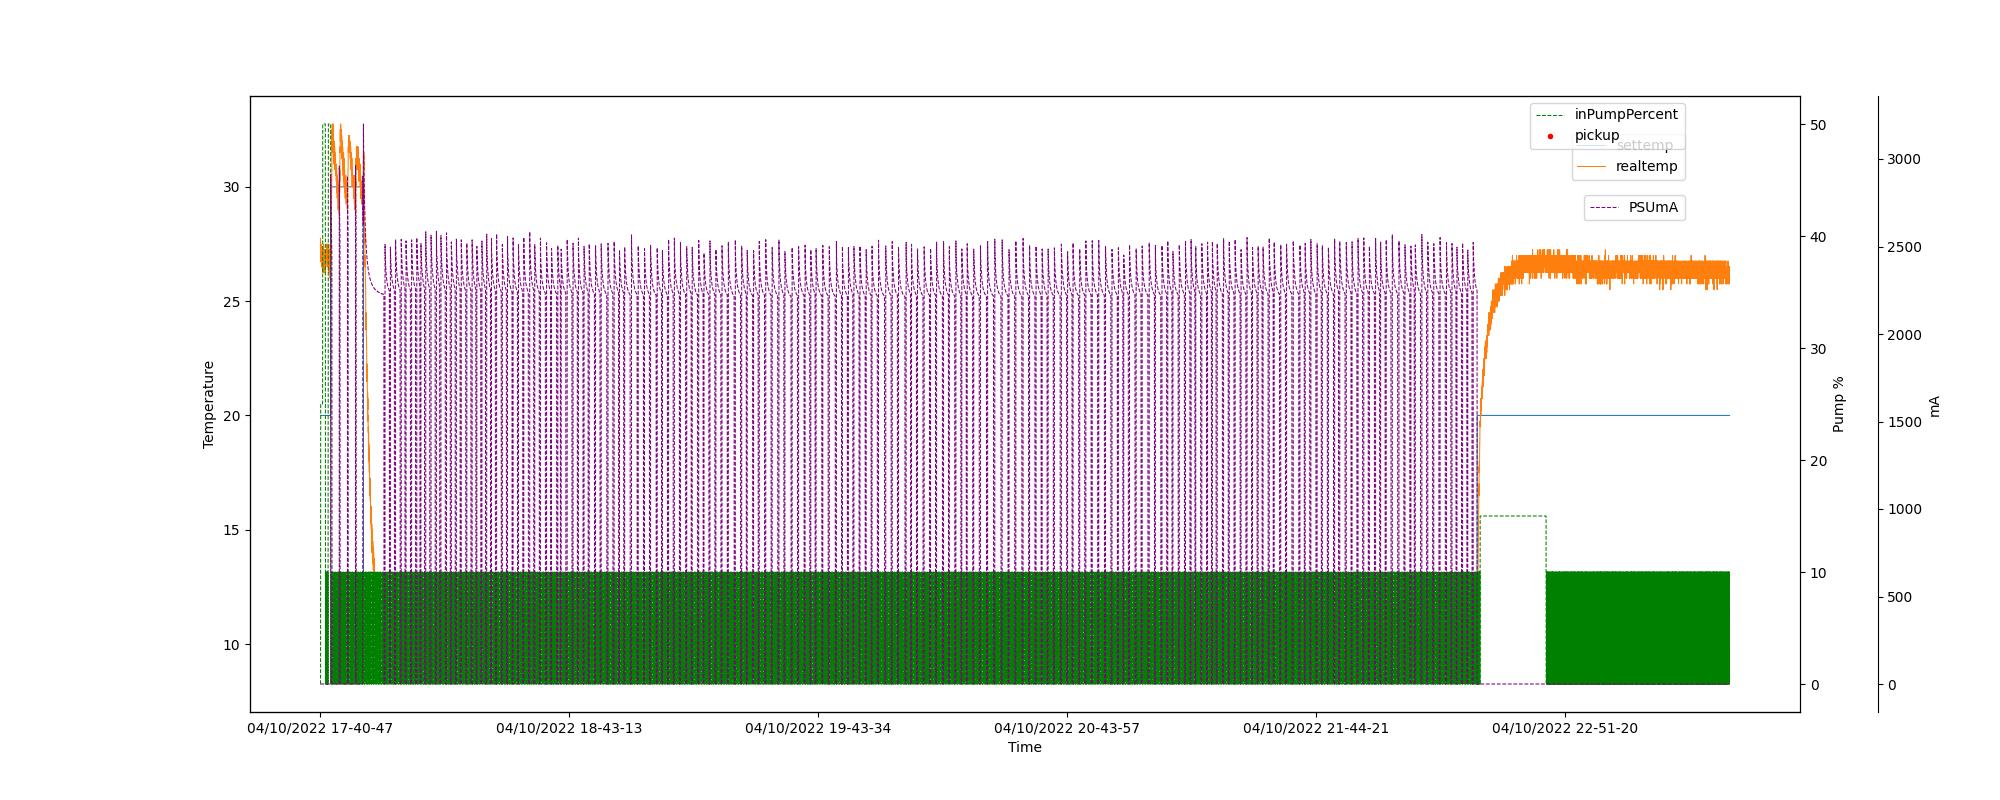 inPumpPercent
pickup
settemp
realtemp
PSUmA
Temperature
30
25
20
15
10
Pump %
50
40
30
20
10
0
mA
3000
2500
2000
1500
1000
500
0
04/10/2022 17-40-47
04/10/2022 18-43-13
04/10/2022 19-43-34
04/10/2022 20-43-57
04/10/2022 21-44-21
04/10/2022 22-51-20
Time